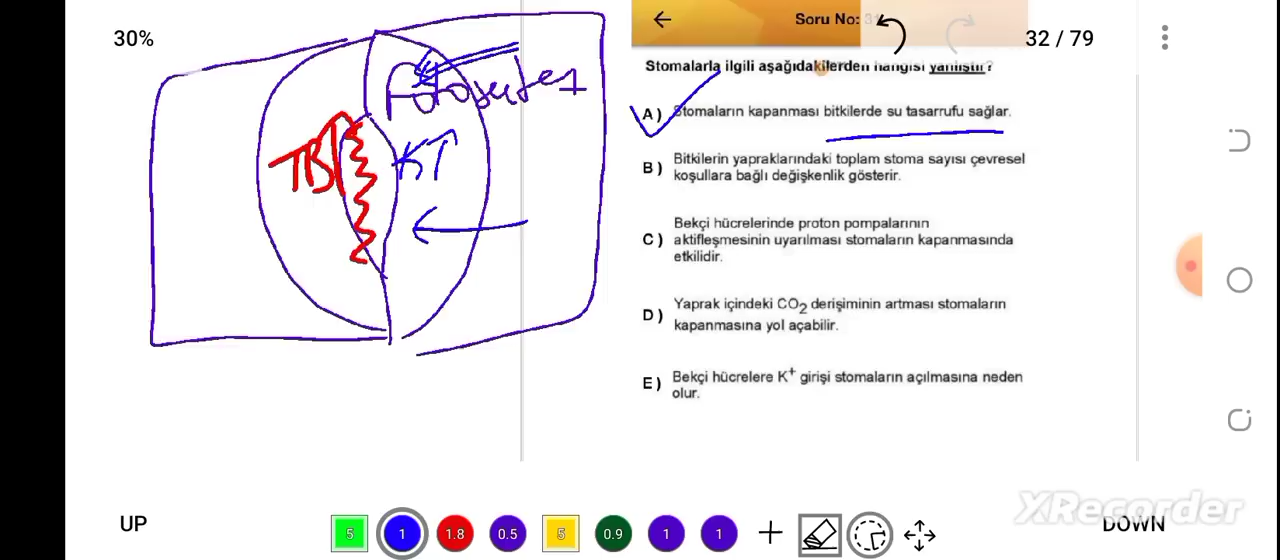 30%
Soru No: 31
32 / 79
Stomalarla ilgili aşağıdakilerden hangisi yanlıştır?
A) Stomaların kapanması bitkilerde su tasarrufu sağlar.
B) Bitkilerin yapraklarındaki toplam stoma sayısı çevresel
koşullara bağlı değişkenlik gösterir.
C) Bekçi hücrelerinde proton pompalarının
aktifleşmesinin uyarılması stomaların kapanmasında
etkilidir.
D) Yaprak içindeki CO2 derişiminin artması stomaların
kapanmasına yol açabilir.
E) Bekçi hücrelere K+ girişi stomaların açılmasına neden
olur.
KT
UP
5
1
1.8
0.5
5
0.9
1
1
DOWN
XRecorder